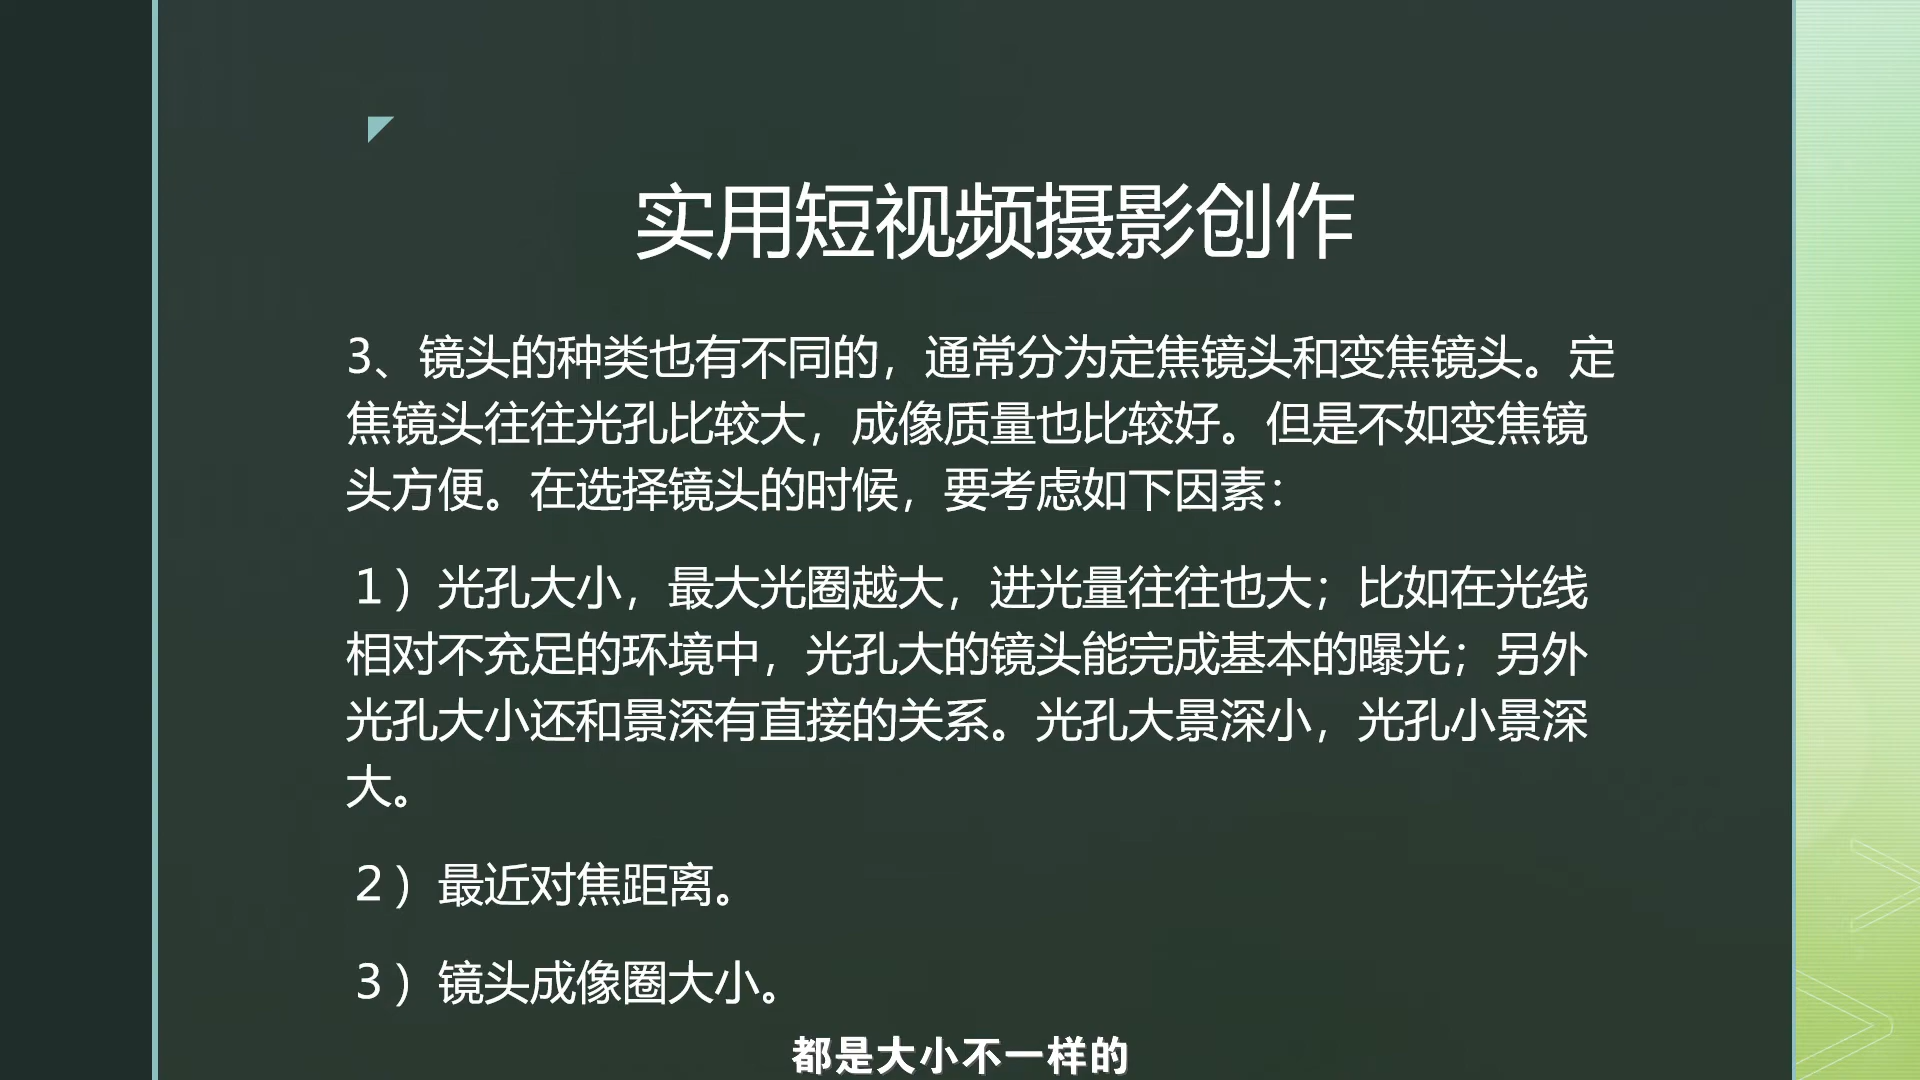 实用短视频摄影创作
3、镜头的种类也有不同的，通常分为定焦镜头和变焦镜头。定
焦镜头往往光孔比较大，成像质量也比较好。但是不如变焦镜
头方便。在选择镜头的时候，要考虑如下因素：
1）光孔大小，最大光圈越大，进光量往往也大；比如在光线
相对不充足的环境中，光孔大的镜头能完成基本的曝光；另外
光孔大小还和景深有直接的关系。光孔大景深小，光孔小景深
大。
2）最近对焦距离。
3）镜头成像圈大小。
都是大小不一样的